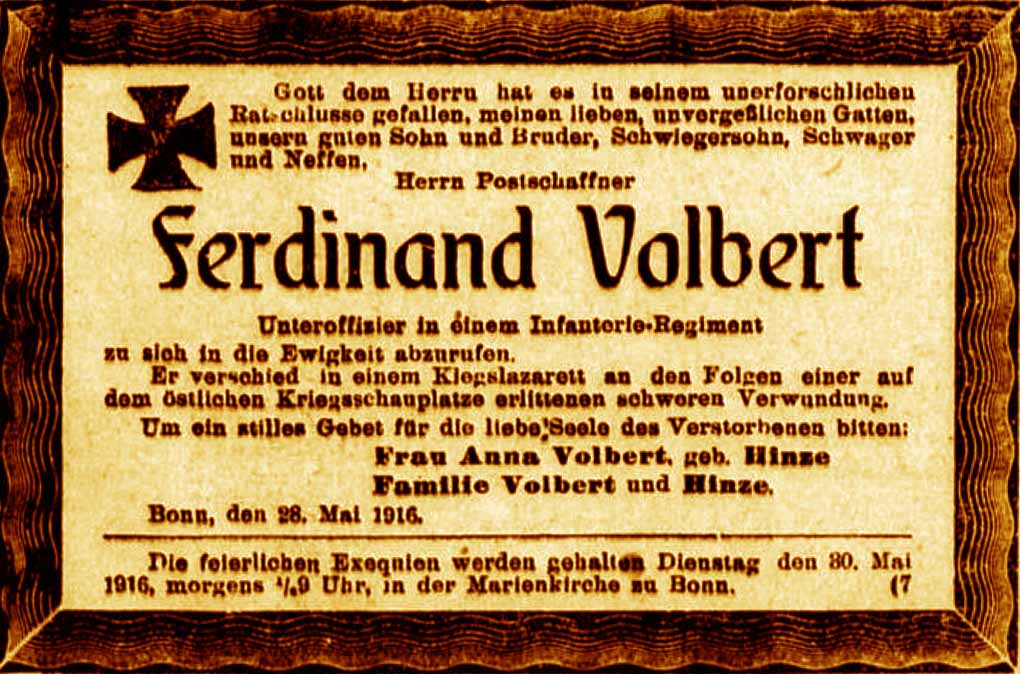 Gott dem Herrn hat es in seinem unerforschlichen
Ratschlusse gefallen, meinen lieben, unvergeßlichen Gatten,
unsern guten Sohn und Bruder, Schwiegersohn, Schwager
und Neffen,
Herrn Postschaffner
Ferdinand Volbert
Unteroffizier in einem Infanterie-Regiment
zu sich in die Ewigkeit abzurufen.
Er verschied in einem Kiegslazarett an den Folgen einer auf
dem östlichen Kriegsschauplatze erlittenen schweren Verwundung.
Um ein stilles Gebet für die liebe Seele des Verstorbenen bitten:
Frau Anna Volbert, geb. Hinze
Familie Volbert und Hinze.
Bonn, den 28. Mai 1916.
Die feierlichen Exequien werden gehalten Dienstag den 30. Mai
1916, morgens ½9 Uhr, in der Marienkirche zu Bonn. (7